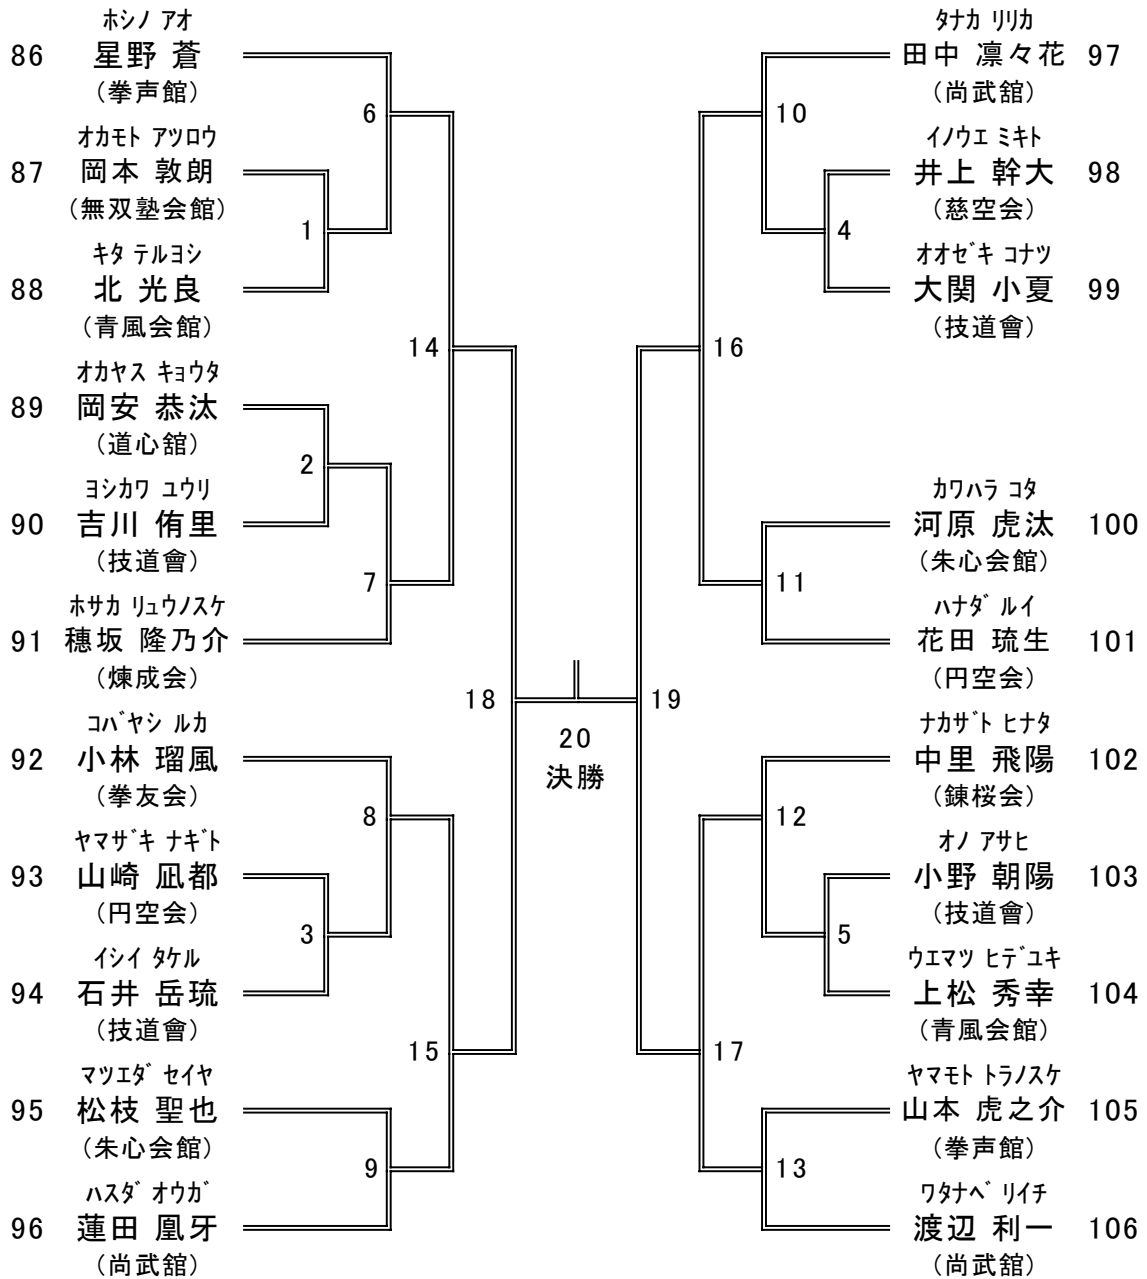 ﾎｼﾉ ｱｵ
86 星野 蒼
（拳声館）
6
ｵｶﾓﾄ ｱﾂﾛｳ
87 岡本 敦朗
（無双塾会館）
1
ｷﾀ ﾃﾙﾖｼ
88 北 光良
（青風会館）
14
ｵｶﾔｽ ｷｮｳﾀ
89 岡安 恭汰
（道心舘）
2
ﾖｼｶﾜ ﾕｳﾘ
90 吉川 侑里
（技道會）
7
ﾎｻｶ ﾘｭｳﾉｽｹ
91 穗坂 隆乃介
（煉成会）
18
ｺﾊﾞﾔｼ ﾙｶ
92 小林 瑠風
（拳友会）
8
ﾔﾏｻﾞｷ ﾅｷﾞﾄ
93 山崎 凪都
（円空会）
3
ｲｼｲ ﾀｹﾙ
94 石井 岳琉
（技道會）
15
ﾏﾂｴﾀﾞ ｾｲﾔ
95 松枝 聖也
（朱心会館）
9
ﾊｽﾀﾞ ｵｳｶﾞ
96 蓮田 凰牙
（尚武舘）
20
決勝
ﾀﾅｶ ﾘﾘｶ
田中 凛々花 97
（尚武舘）
10
ｲﾉｳｴ ﾐｷﾄ
井上 幹大 98
（慈空会）
4
ｵｵｾﾞｷ ｺﾅﾂ
大関 小夏 99
（技道會）
16
ｶﾜﾊﾗ ｺﾀ
河原 虎汰 100
（朱心会館）
11
ﾊﾅﾀﾞ ﾙｲ
花田 琉生 101
（円空会）
19
ﾅｶｻﾞﾄ ﾋﾅﾀ
中里 飛陽 102
（錬桜会）
12
ｵﾉ ｱｻﾋ
小野 朝陽 103
（技道會）
5
ｳｴﾏﾂ ﾋﾃﾞﾕｷ
上松 秀幸 104
（青風会館）
17
ﾔﾏﾓﾄ ﾄﾗﾉｽｹ
山本 虎之介 105
（拳声館）
13
ﾜﾀﾅﾍﾞ ﾘｲﾁ
渡辺 利一 106
（尚武舘）